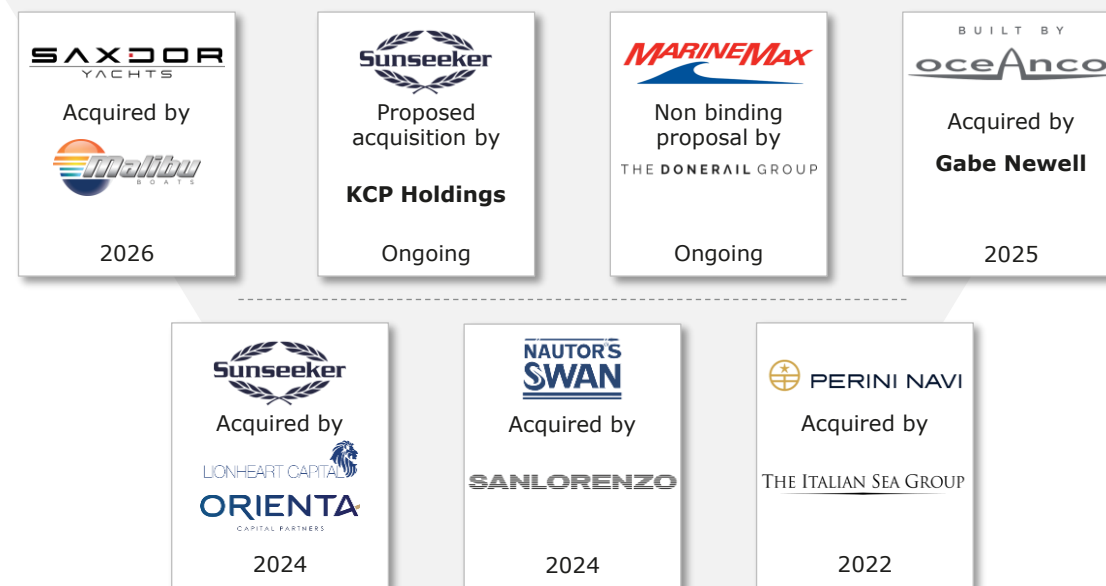 SAXDOR
YACHTS
Acquired by
Malibu
BOATS
2026
Sunseeker
Proposed
acquisition by
KCP Holdings
Ongoing
MARINEMAX
Non binding
proposal by
THE DONERAIL GROUP
Ongoing
BUILT BY
oceAnco
Acquired by
Gabe Newell
2025
Sunseeker
Acquired by
LIONHEART CAPITAL
ORIENTA
CAPITAL PARTNERS
2024
NAUTOR'S
SWAN
Acquired by
SANLORENZO
2024
PERINI NAVI
Acquired by
THE ITALIAN SEA GROUP
2022